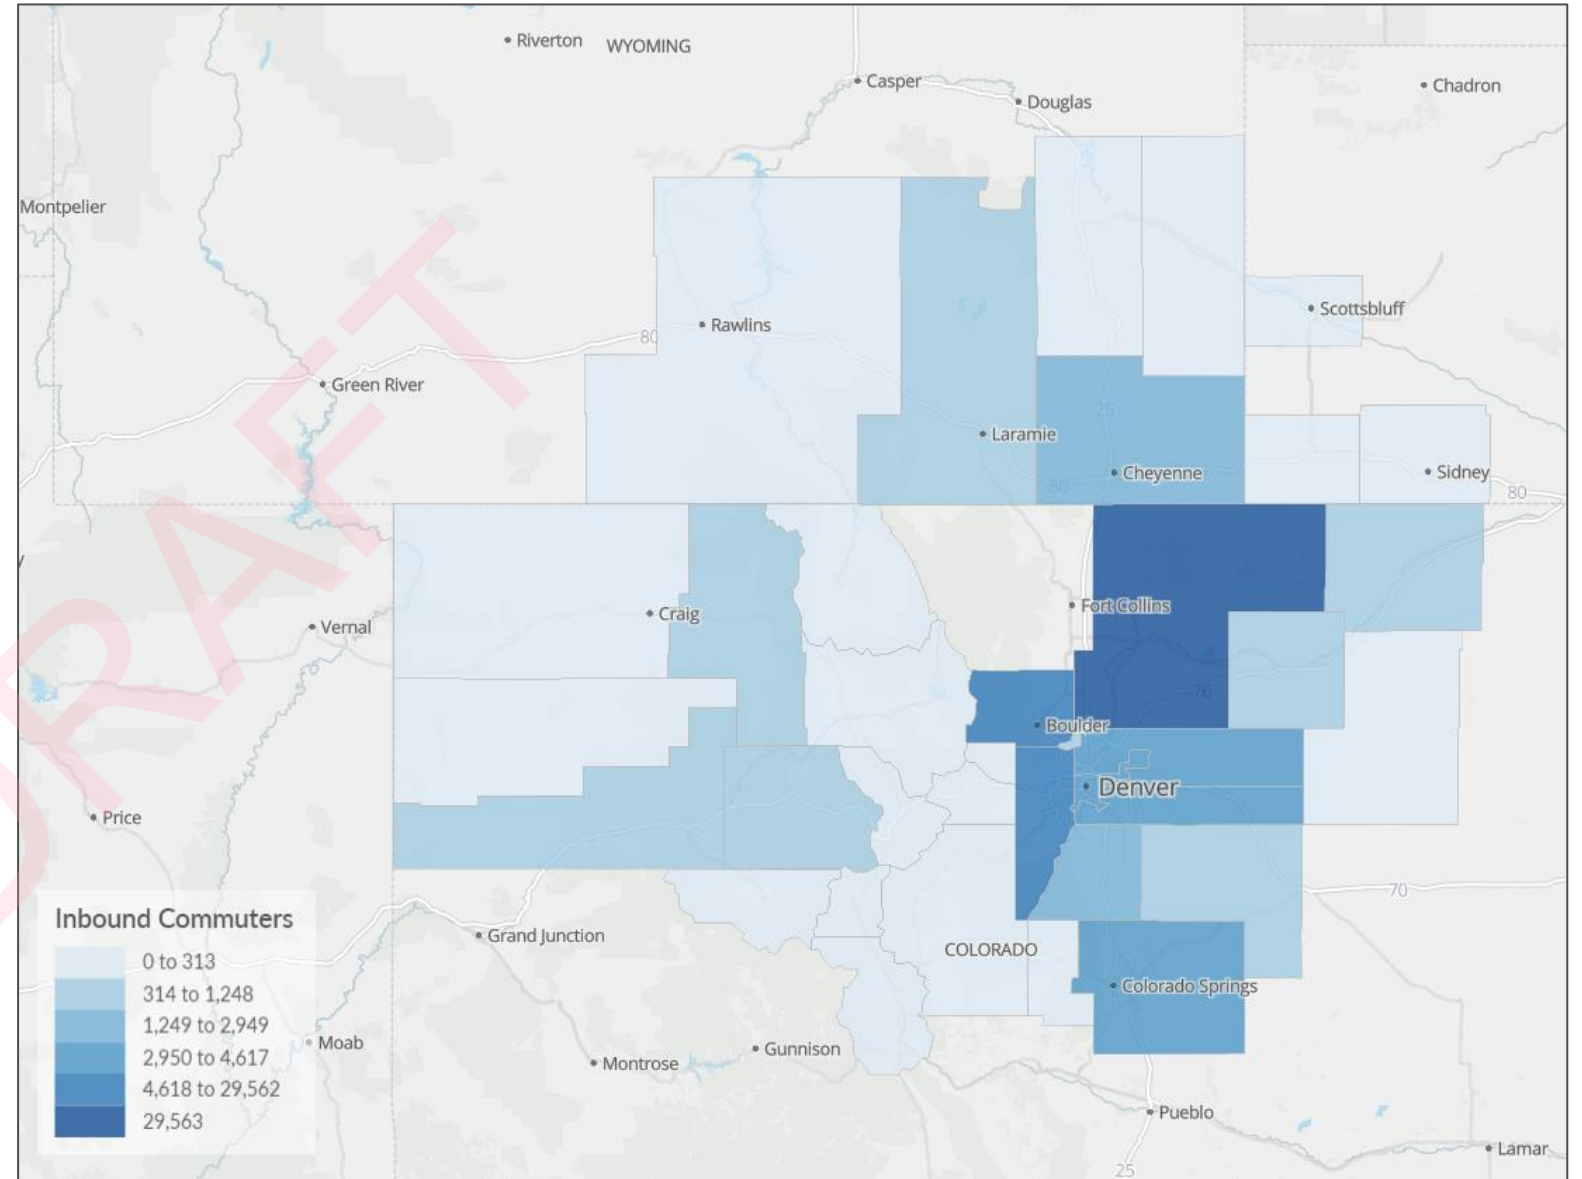 Riverton
WYOMING
Casper
Chadron
Douglas
Montpelier
Scottsbluff
Rawlins
80
Green River
25
Laramie
Cheyenne
Sidney
80
80
Fort Collins
Craig
Vernal
76
Boulder
Denver
Price
70
Inbound Commuters
0 to 313
314 to 1,248
1,249 to 2,949
2,950 to 4,617
4,618 to 29,562
29,563
Grand Junction
COLORADO
Colorado Springs
Moab
Montrose
Gunnison
Pueblo
Lamar
25
DRAFT